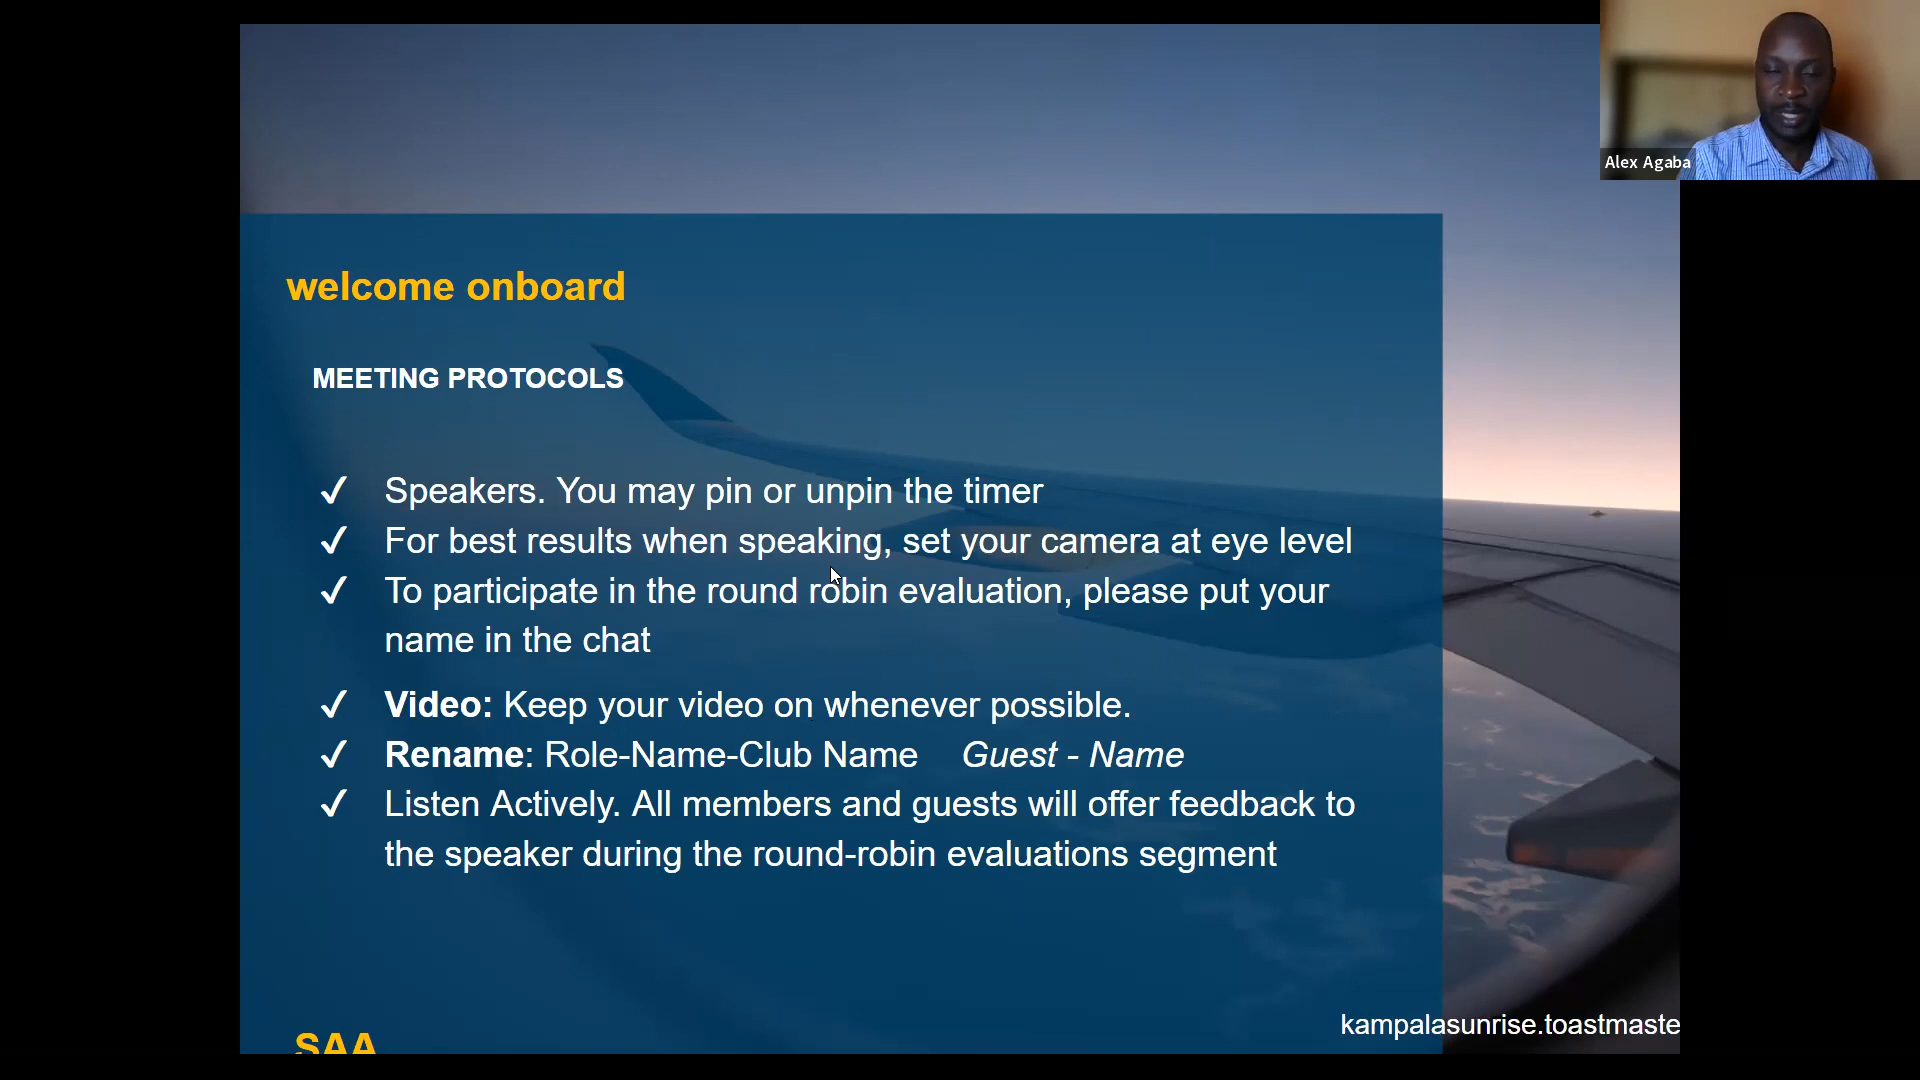 Alex Agaba
welcome onboard
MEETING PROTOCOLS
✓ Speakers. You may pin or unpin the timer
✓ For best results when speaking, set your camera at eye level
✓ To participate in the round robin evaluation, please put your
name in the chat
✓ Video: Keep your video on whenever possible.
✓ Rename: Role-Name-Club Name Guest - Name
✓ Listen Actively. All members and guests will offer feedback to
the speaker during the round-robin evaluations segment
kampalasunrise.toastmaste
SAA